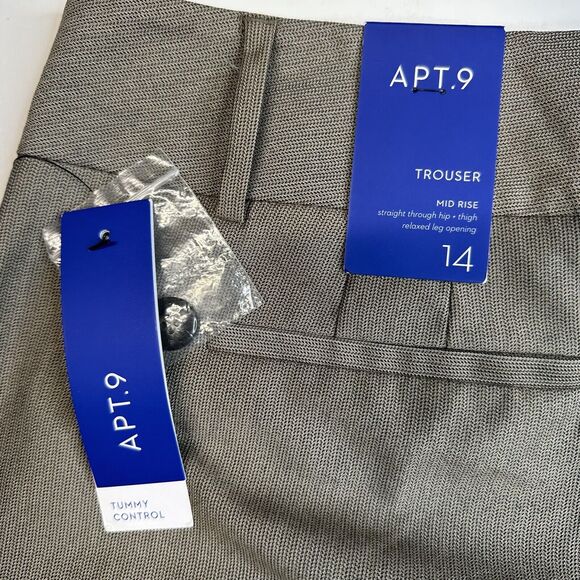 APT.9
TROUSER
MID RISE
straight through hip + thigh
relaxed leg opening
14
APT.9
TUMMY
CONTROL